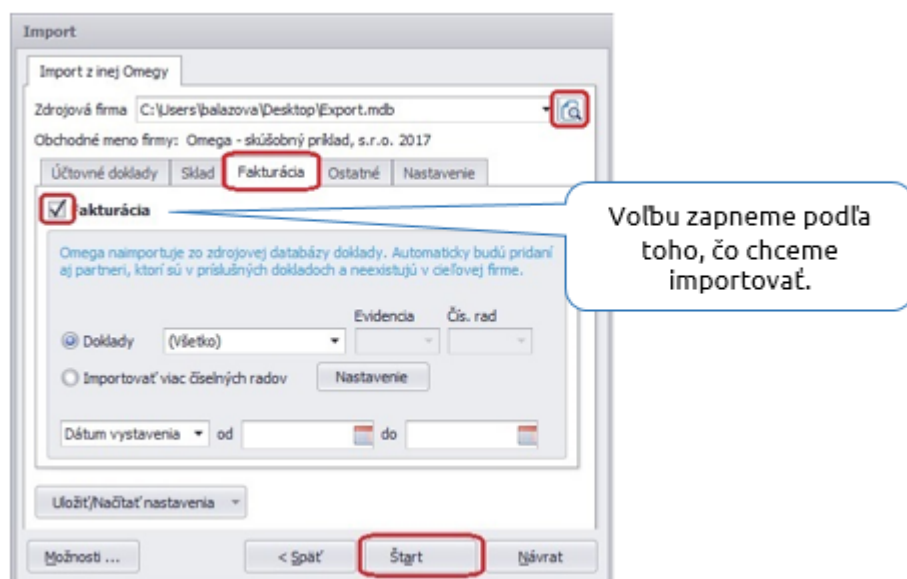 Import
Import z inej Omegy
Zdrojová firma C:\Users\balazova\Desktop\Export.mdb
Obchodné meno firmy: Omega - skúšobný príklad, s.r.o. 2017
Účtovné doklady Sklad Fakturácia Ostatné Nastavenie
Fakturácia
Voľbu zapneme podľa
toho, čo chceme
importovať.
Omega naimportuje zo zdrojovej databázy doklady. Automaticky budú pridaní
aj partneri, ktorí sú v príslušných dokladoch a neexistujú v cieľovej firme.
Evidencia Čís. rad
Doklady (Všetko)
Importovať viac číselných radov Nastavenie
Dátum vystavenia od do
Uložiť/Načítať nastavenia
Možnosti ... < Späť Štart Návrat